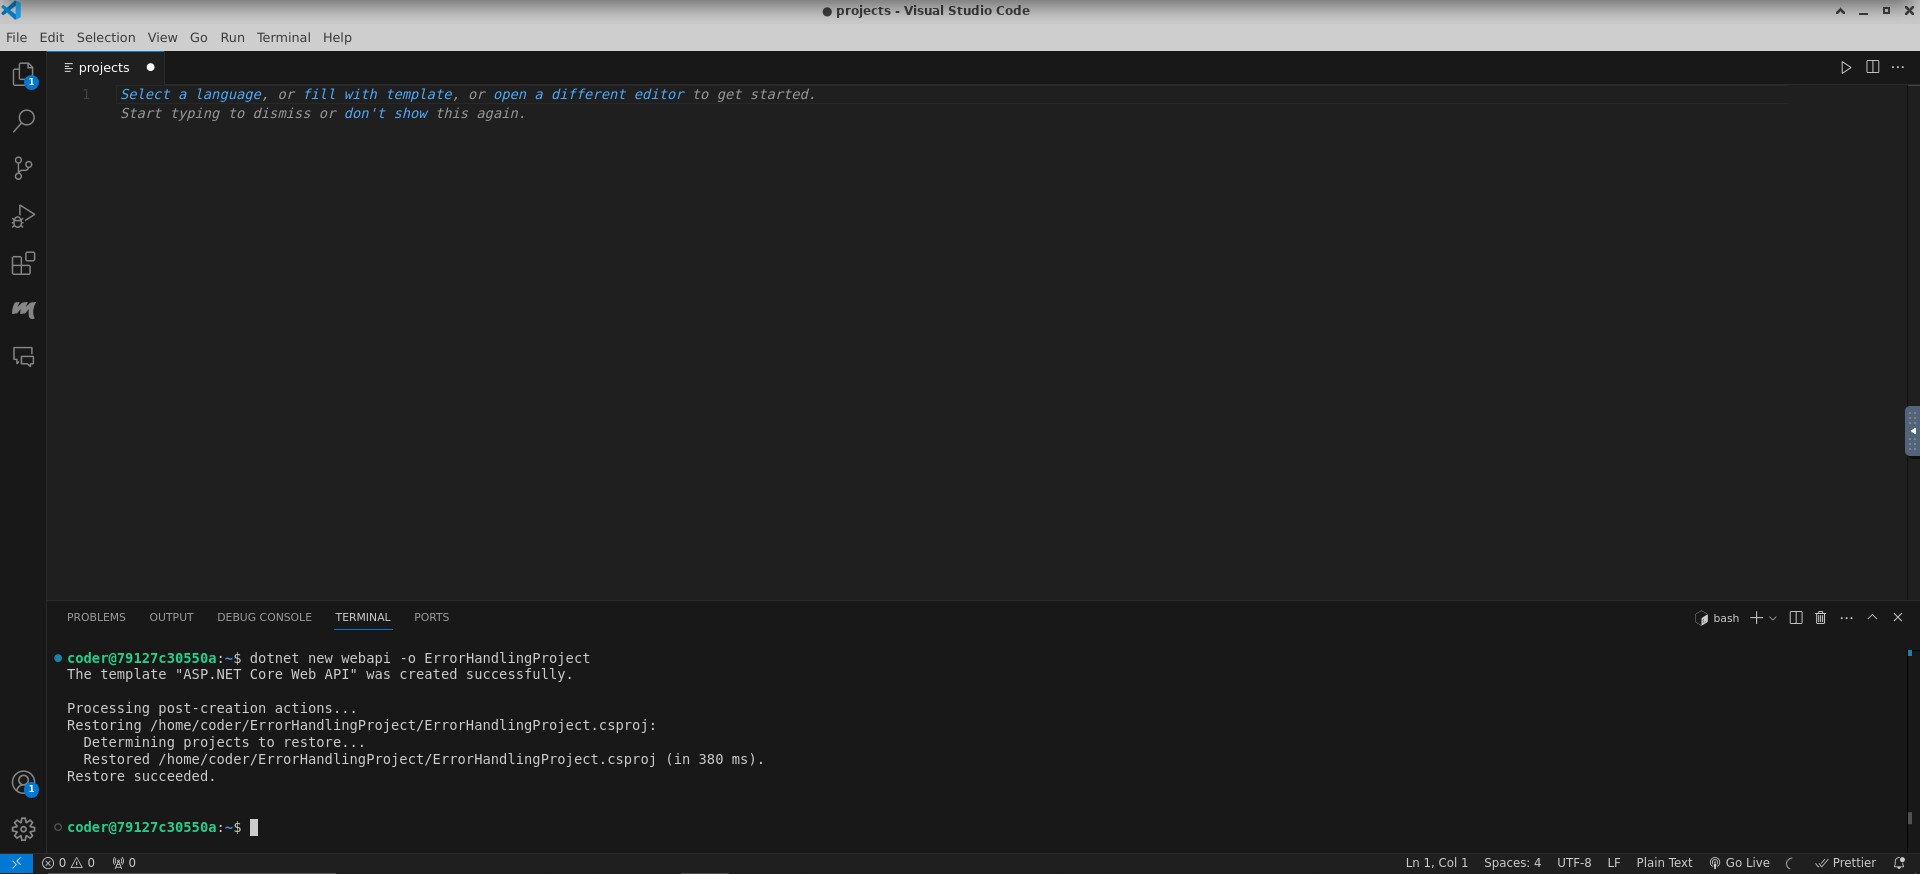 ● projects - Visual Studio Code
File Edit Selection View Go Run Terminal Help
projects
1
1 Select a language, or fill with template, or open a different editor to get started.
Start typing to dismiss or don't show this again.
PROBLEMS OUTPUT DEBUG CONSOLE TERMINAL PORTS
bash
coder@79127c30550a:~$ dotnet new webapi -o ErrorHandlingProject
The template "ASP.NET Core Web API" was created successfully.
Processing post-creation actions...
Restoring /home/coder/ErrorHandlingProject/ErrorHandlingProject.csproj:
Determining projects to restore...
Restored /home/coder/ErrorHandlingProject/ErrorHandlingProject.csproj (in 380 ms).
Restore succeeded.
1
coder@79127c30550a:~$
0 0 0 Ln 1, Col 1 Spaces: 4 UTF-8 LF Plain Text Go Live Prettier